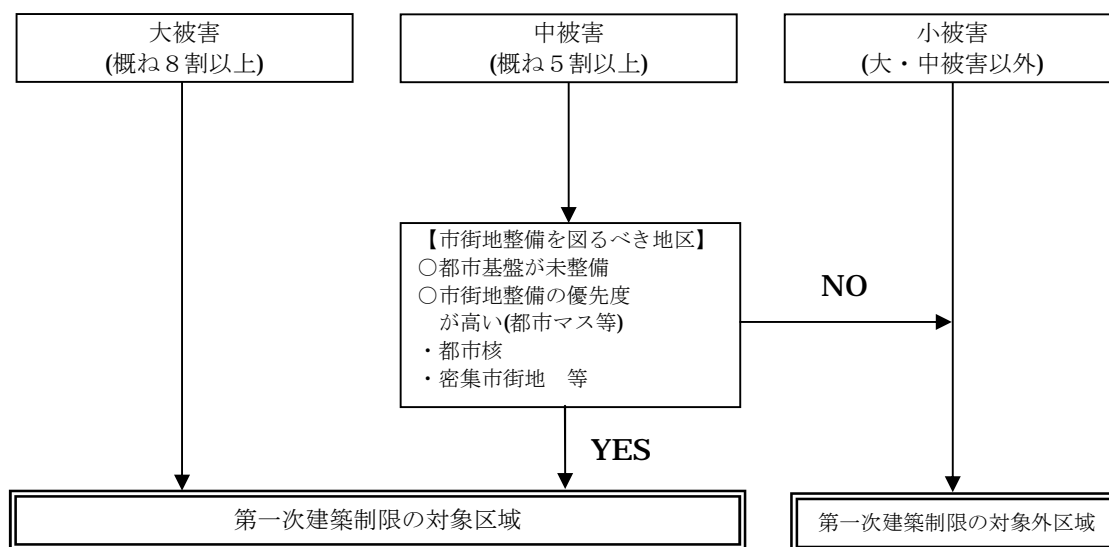 大被害
(概ね８割以上)
中被害
(概ね５割以上)
小被害
(大・中被害以外)
【市街地整備を図るべき地区】
○都市基盤が未整備
○市街地整備の優先度
が高い(都市マス等)
・都市核
・密集市街地　等
NO
YES
第一次建築制限の対象区域
第一次建築制限の対象外区域